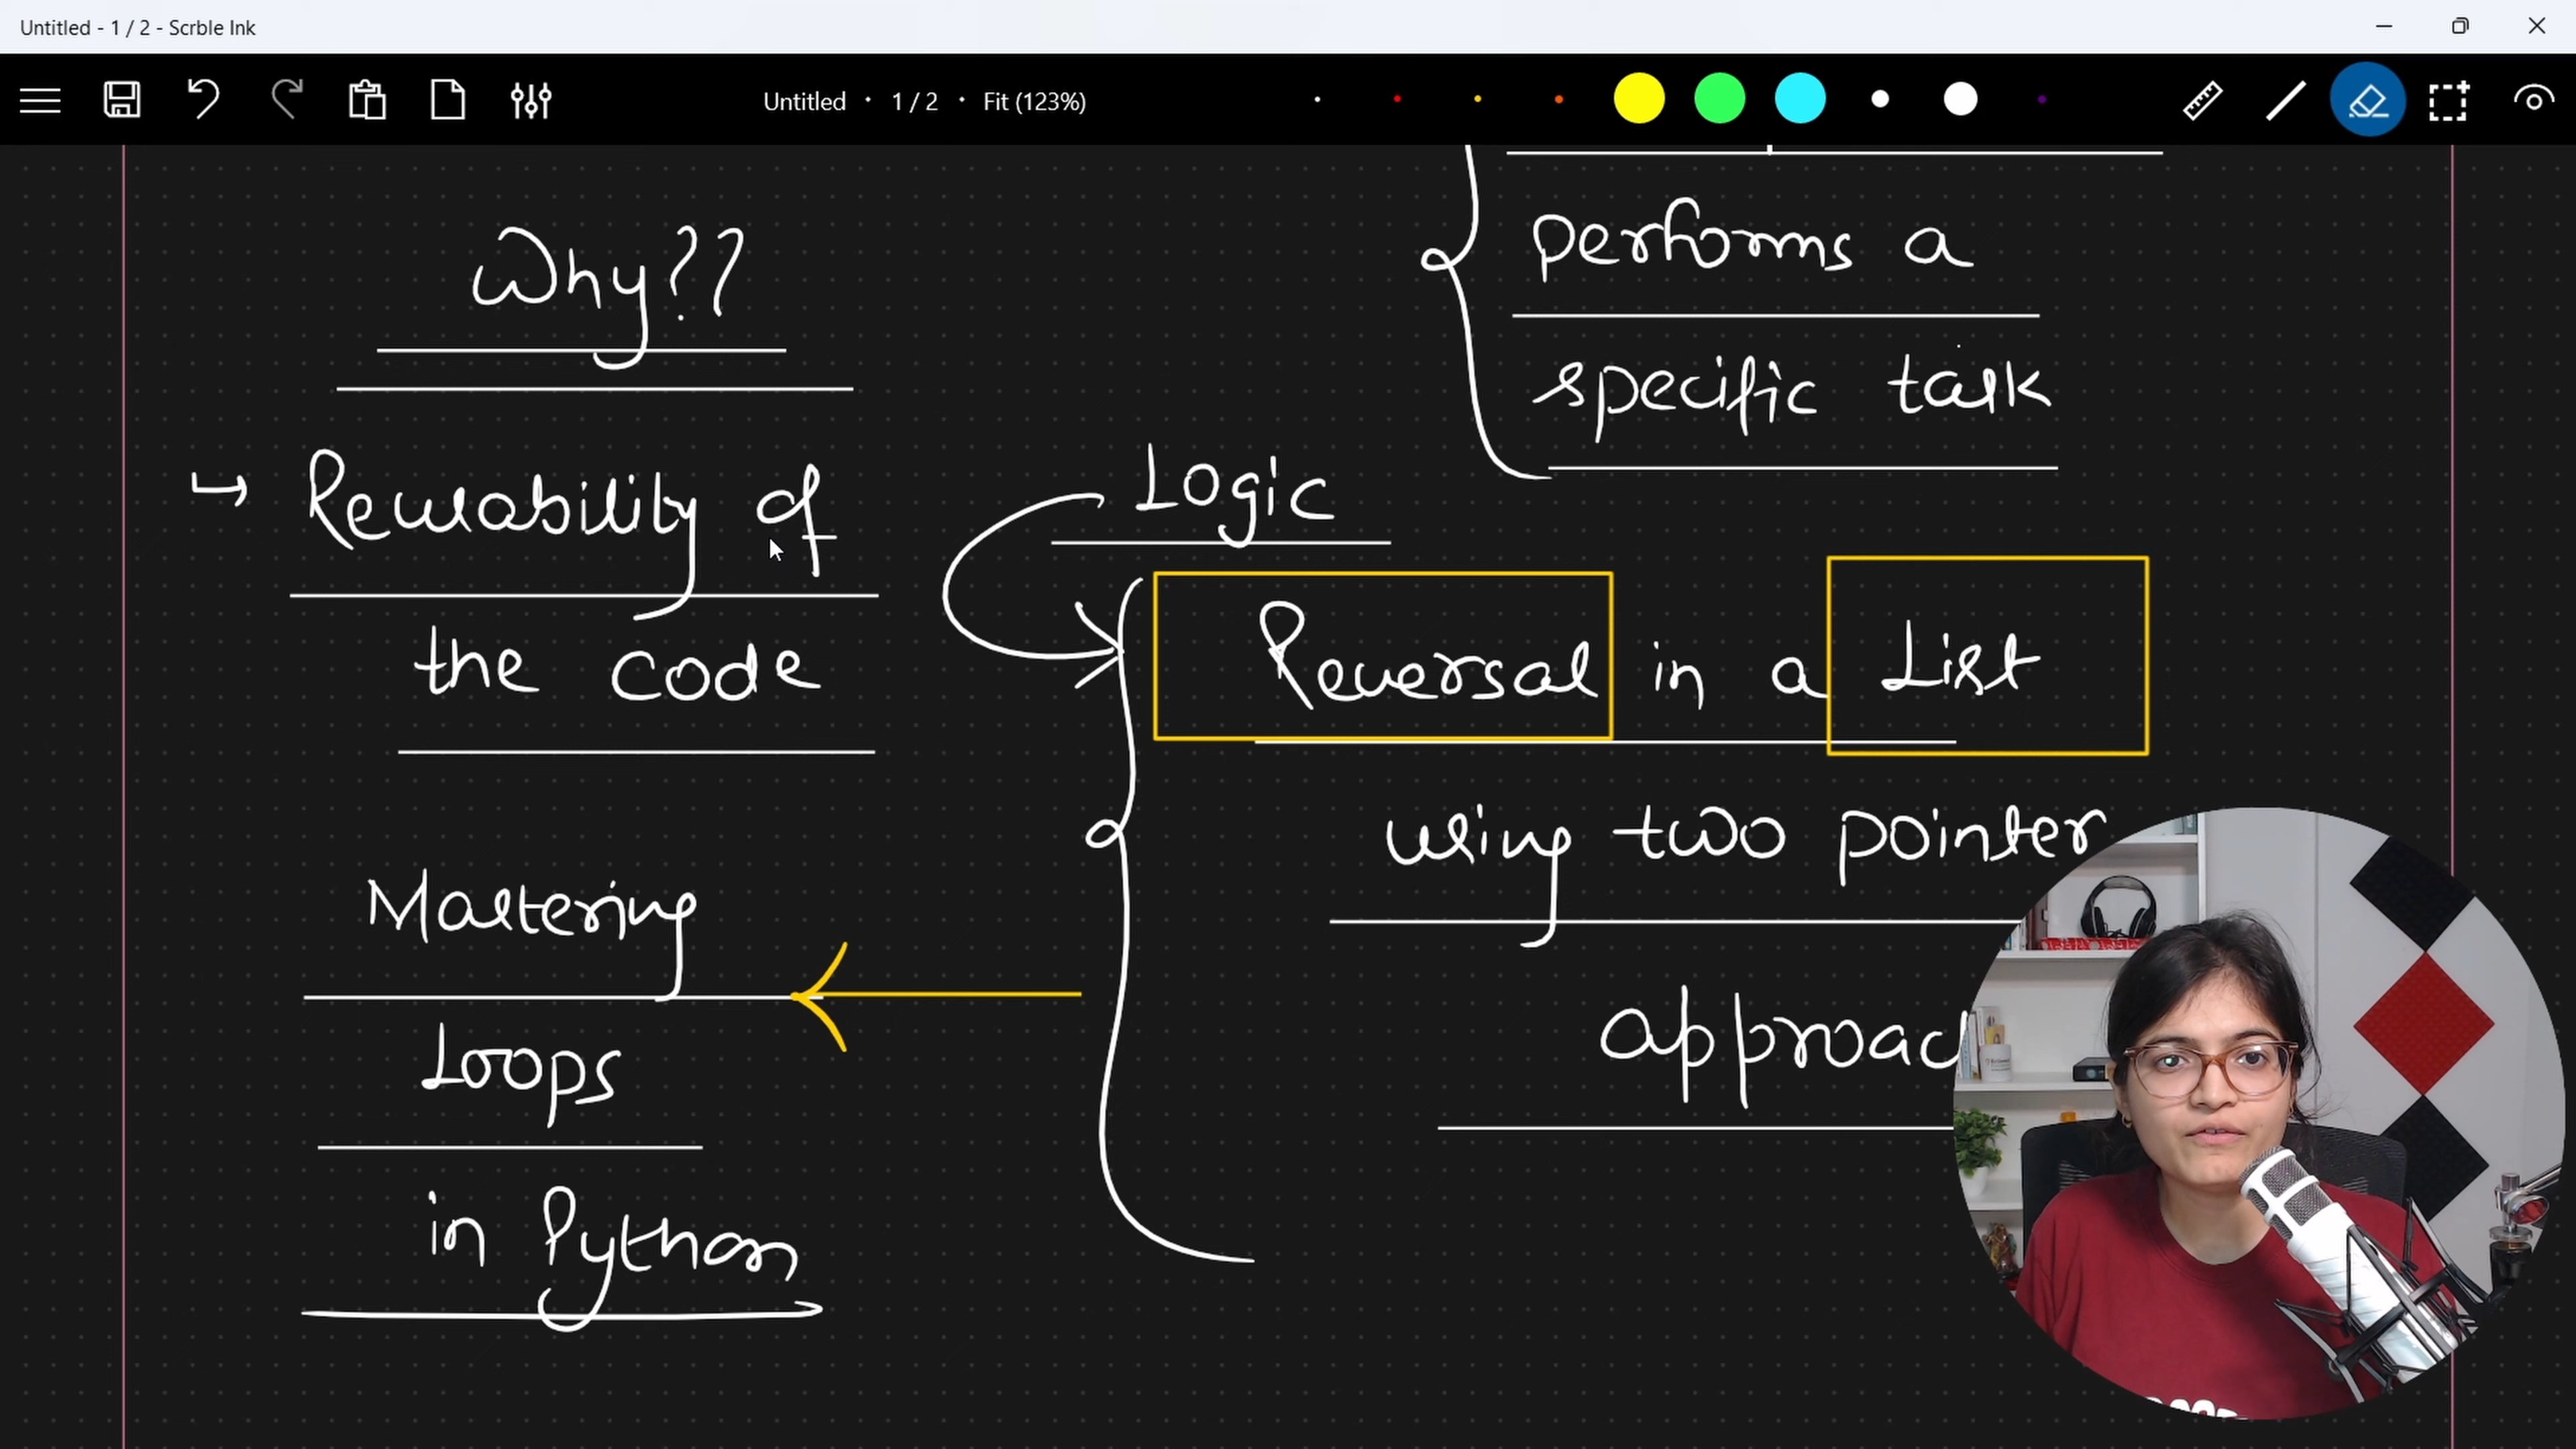 Untitled - 1 / 2 - Scrble Ink
Untitled • 1 / 2 • Fit (123%)
performs a
specific task
Why??
↳ Reusability of
the code
Logic
Reversal in a List
using two pointer
approac
Mastering
Loops
in Python